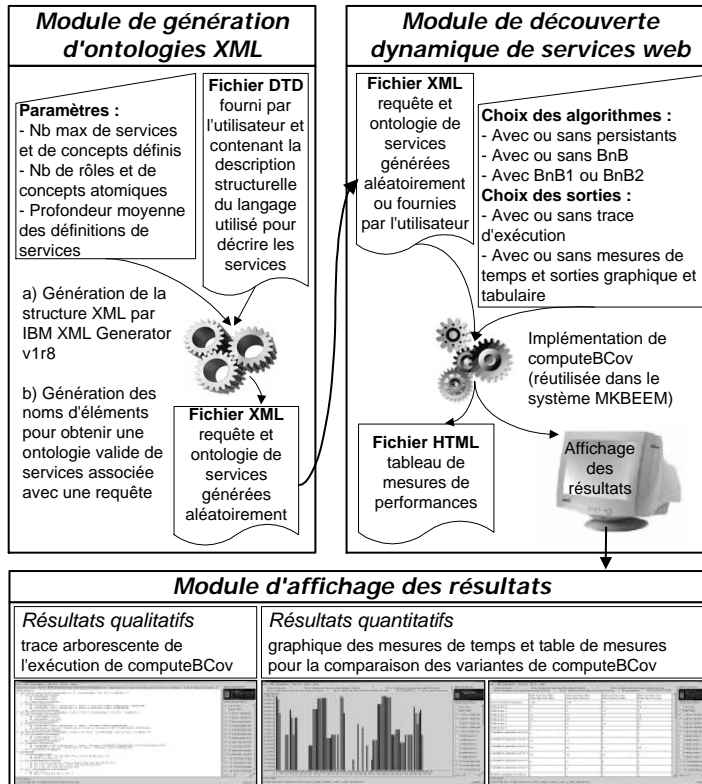 Module de génération
d'ontologies XML
Paramètres :
- Nb max de services
et de concepts définis
- Nb de rôles et de
concepts atomiques
- Profondeur moyenne
des définitions de
services
Fichier DTD
fourni par
l'utilisateur et
contenant la
description
structurelle
du langage
utilisé pour
décrire les
services
a) Génération de la
structure XML par
IBM XML Generator
v1r8
b) Génération des
noms d'éléments
pour obtenir une
ontologie valide de
services associée
avec une requête
Fichier XML
requête et
ontologie de
services
générées
aléatoirement
Module de découverte
dynamique de services web
Fichier XML
requête et
ontologie de
services
générées
aléatoirement
ou fournies
par l'utilisateur
Choix des algorithmes :
- Avec ou sans persistants
- Avec ou sans BnB
- Avec BnB1 ou BnB2
Choix des sorties :
- Avec ou sans trace
d'exécution
- Avec ou sans mesures de
temps et sorties graphique et
tabulaire
Implémentation de
computeBCov
(réutilisée dans le
système MKBEEM)
Fichier HTML
tableau de
mesures de
performances
Affichage
des
résultats
Module d'affichage des résultats
Résultats qualitatifs
trace arborescente de
l'exécution de computeBCov
Résultats quantitatifs
graphique des mesures de temps et table de mesures
pour la comparaison des variantes de computeBCov